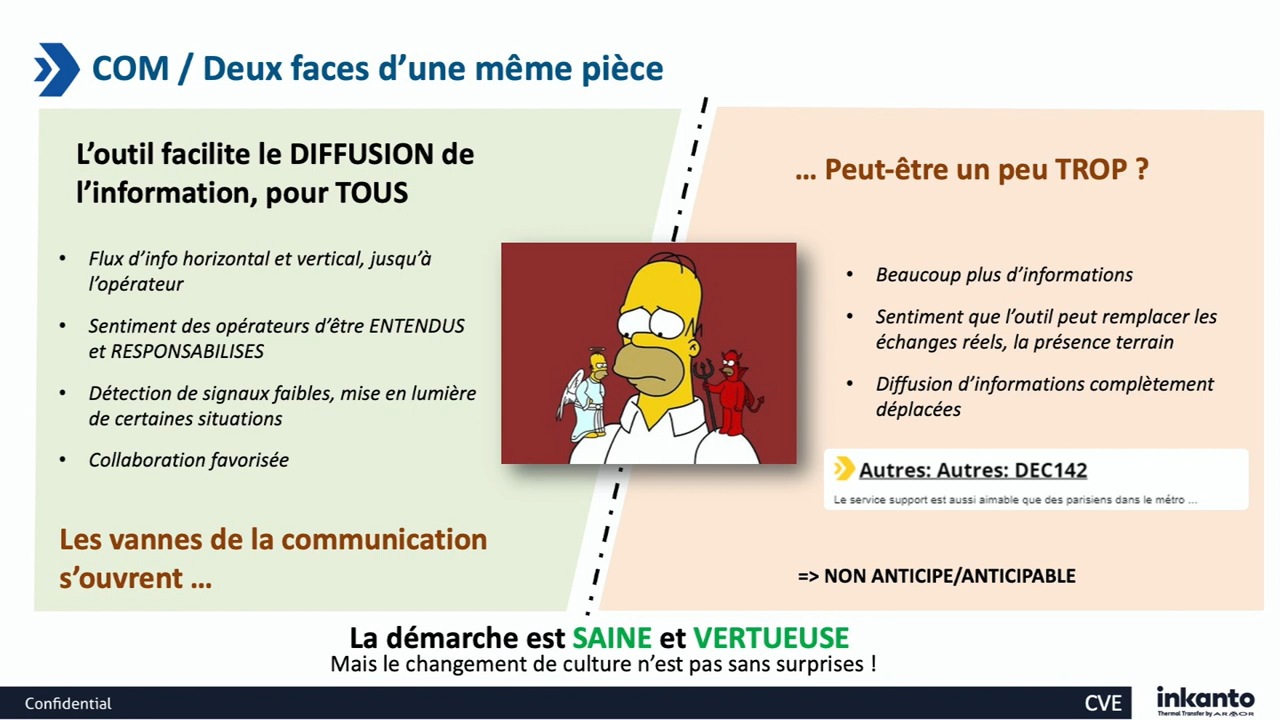 COM / Deux faces d’une même pièce
L’outil facilite le DIFFUSION de
l’information, pour TOUS
• Flux d’info horizontal et vertical, jusqu’à
l’opérateur
• Sentiment des opérateurs d’être ENTENDUS
et RESPONSABILISES
• Détection de signaux faibles, mise en lumière
de certaines situations
• Collaboration favorisée
Les vannes de la communication
s’ouvrent …
… Peut-être un peu TROP ?
• Beaucoup plus d’informations
• Sentiment que l’outil peut remplacer les
échanges réels, la présence terrain
• Diffusion d’informations complètement
déplacées
Autres: Autres: DEC142
Le service support est aussi aimable que des parisiens dans le métro ...
=> NON ANTICIPE/ANTICIPABLE
La démarche est SAINE et VERTUEUSE
Mais le changement de culture n’est pas sans surprises !
Confidential
CVE
inkanto
Thermal Transfer by ARMOR